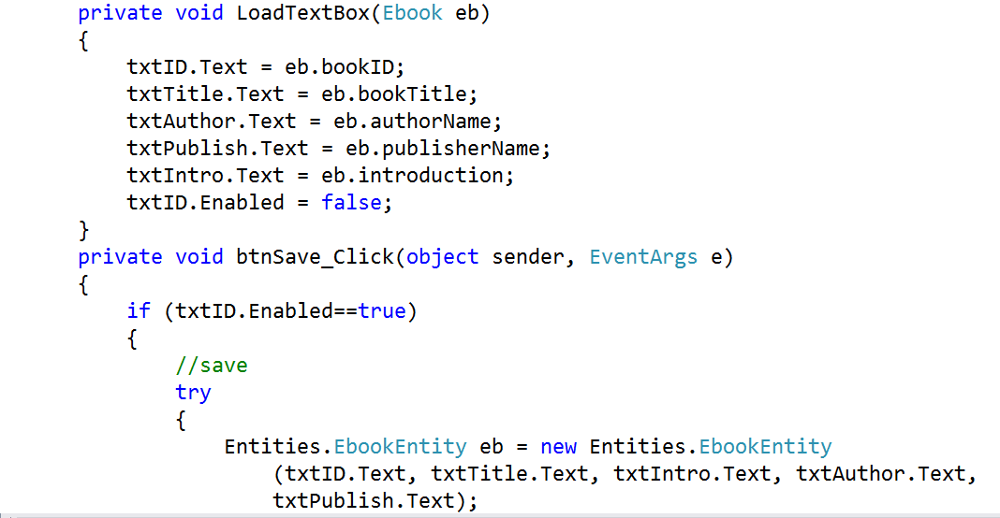 private void LoadTextBox(Ebook eb)
{
txtID.Text = eb.bookID;
txtTitle.Text = eb.bookTitle;
txtAuthor.Text = eb.authorName;
txtPublish.Text = eb.publisherName;
txtIntro.Text = eb.introduction;
txtID.Enabled = false;
}
private void btnSave_Click(object sender, EventArgs e)
{
if (txtID.Enabled==true)
{
//save
try
{
Entities.EbookEntity eb = new Entities.EbookEntity
(txtID.Text, txtTitle.Text, txtIntro.Text, txtAuthor.Text,
txtPublish.Text);